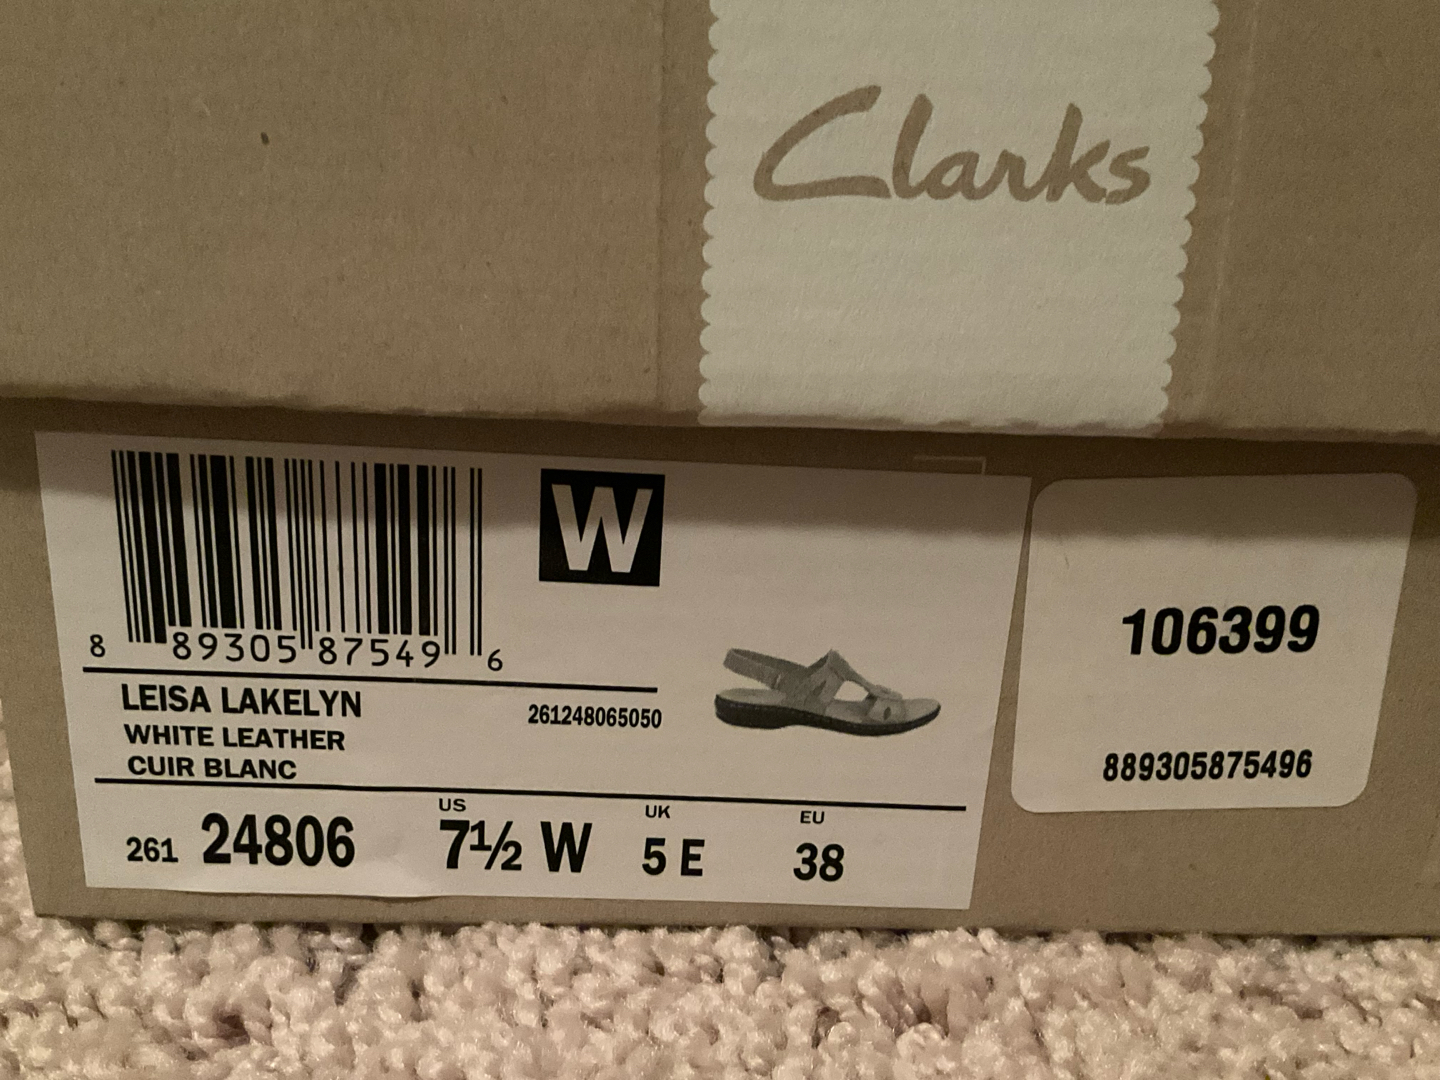 Clarks
W
8 89305 87549 6
LEISA LAKELYN
WHITE LEATHER
CUIR BLANC
261248065050
US
UK
EU
261 24806 7½ W 5 E 38
106399
889305875496